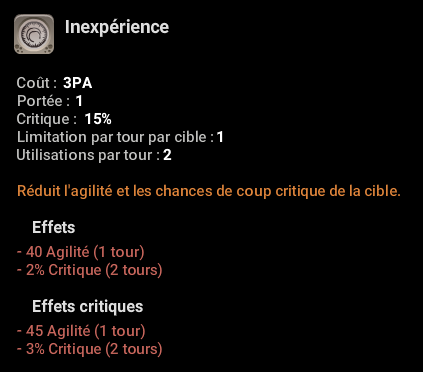 Inexpérience
Coût : 3PA
Portée : 1
Critique : 15%
Limitation par tour par cible : 1
Utilisations par tour : 2
Réduit l'agilité et les chances de coup critique de la cible.
Effets
- 40 Agilité (1 tour)
- 2% Critique (2 tours)
Effets critiques
- 45 Agilité (1 tour)
- 3% Critique (2 tours)